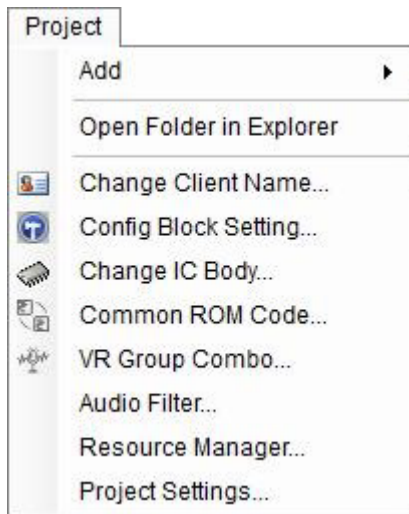 Project
Add
Open Folder in Explorer
Change Client Name...
Config Block Setting...
Change IC Body...
Common ROM Code...
VR Group Combo...
Audio Filter...
Resource Manager...
Project Settings...